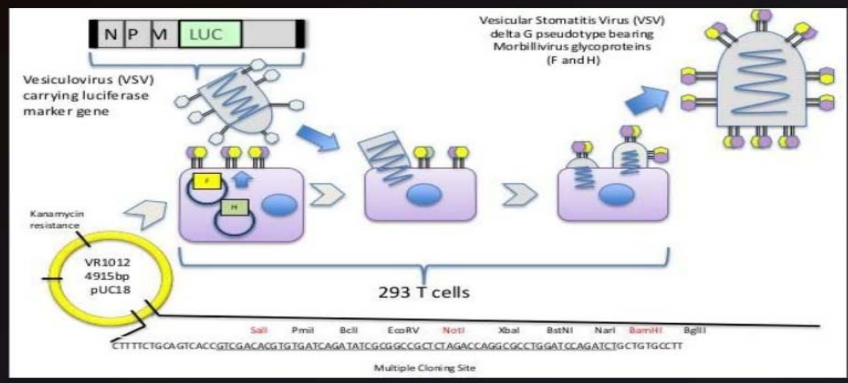 N P M LUC
Vesiculovirus (VSV)
carrying luciferase
marker gene
Vesicular Stomatitis Virus (VSV)
delta G pseudotype bearing
Morbillivirus glycoproteins
(F and H)
F
H
Kanamycin
resistance
VR1012
4915bp
pUC18
293 T cells
SalI PmlI BclI EcoRV NotI XbaI BstNI NarI BamHI BglII
CTTTTCTGCAGTCACCGTCGACACGTGTGATCAGATATCGCGGCCGCTCTAGACCAGGCGCCTGGATCCAGATCTGCTGTGCCTT
Multiple Cloning Site